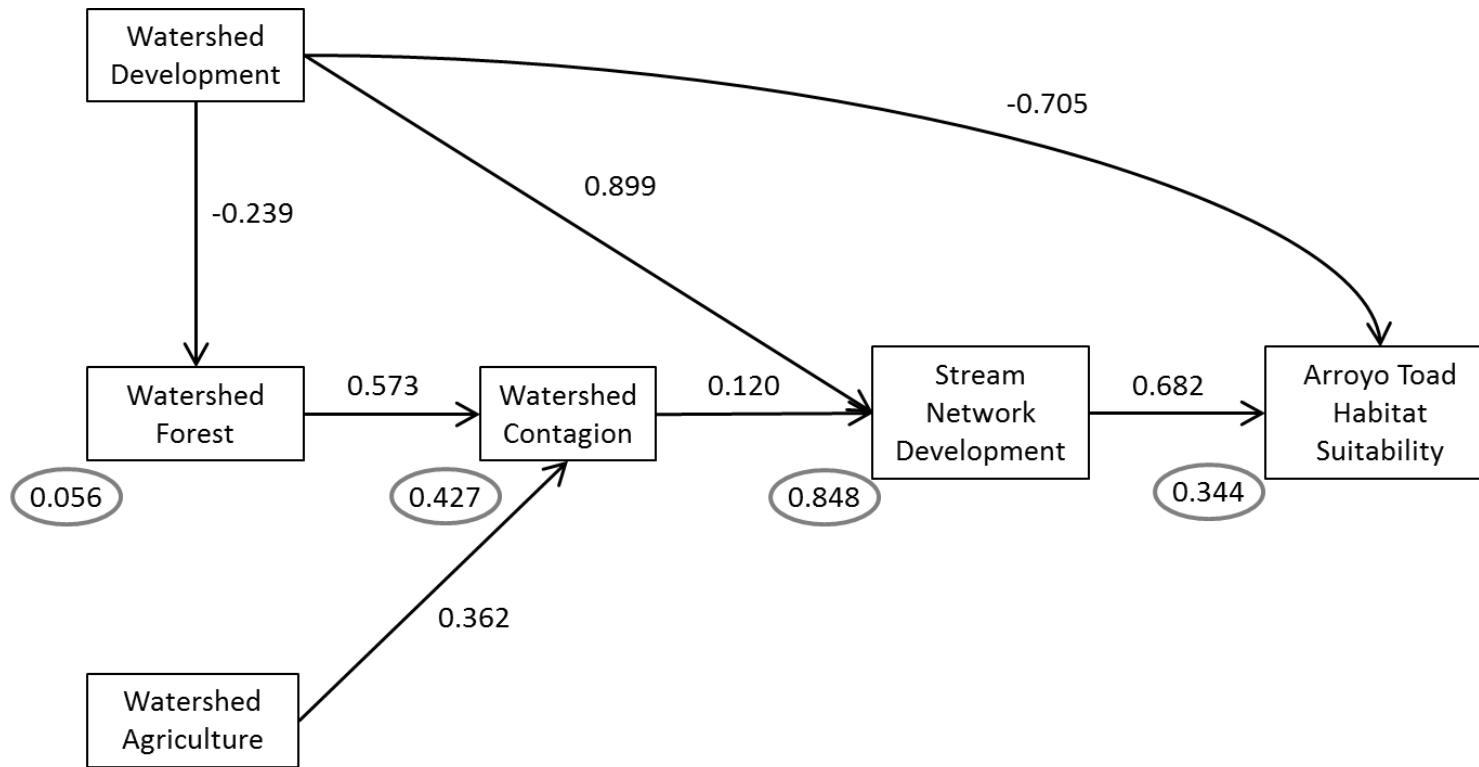 Watershed
Development
-0.705
0.899
-0.239
Watershed
Forest
0.573
Watershed
Contagion
0.120
Stream
Network
Development
0.682
Arroyo Toad
Habitat
Suitability
0.056
0.427
0.848
0.344
0.362
Watershed
Agriculture